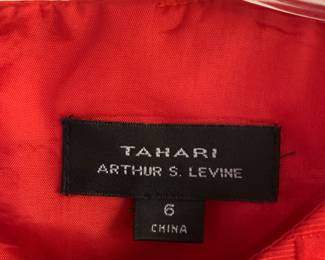 TAHARI
ARTHUR S. LEVINE
6
CHINA